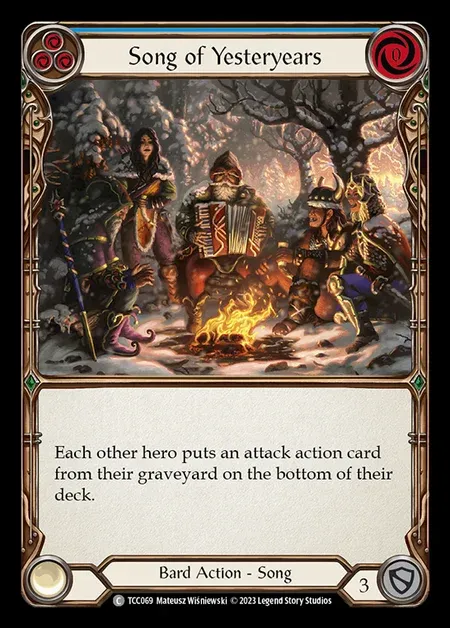 Song of Yesteryears
0
Each other hero puts an attack action card
from their graveyard on the bottom of their
deck.
Bard Action - Song
3
C TCC069 Mateusz Wiśniewski © 2023 Legend Story Studios